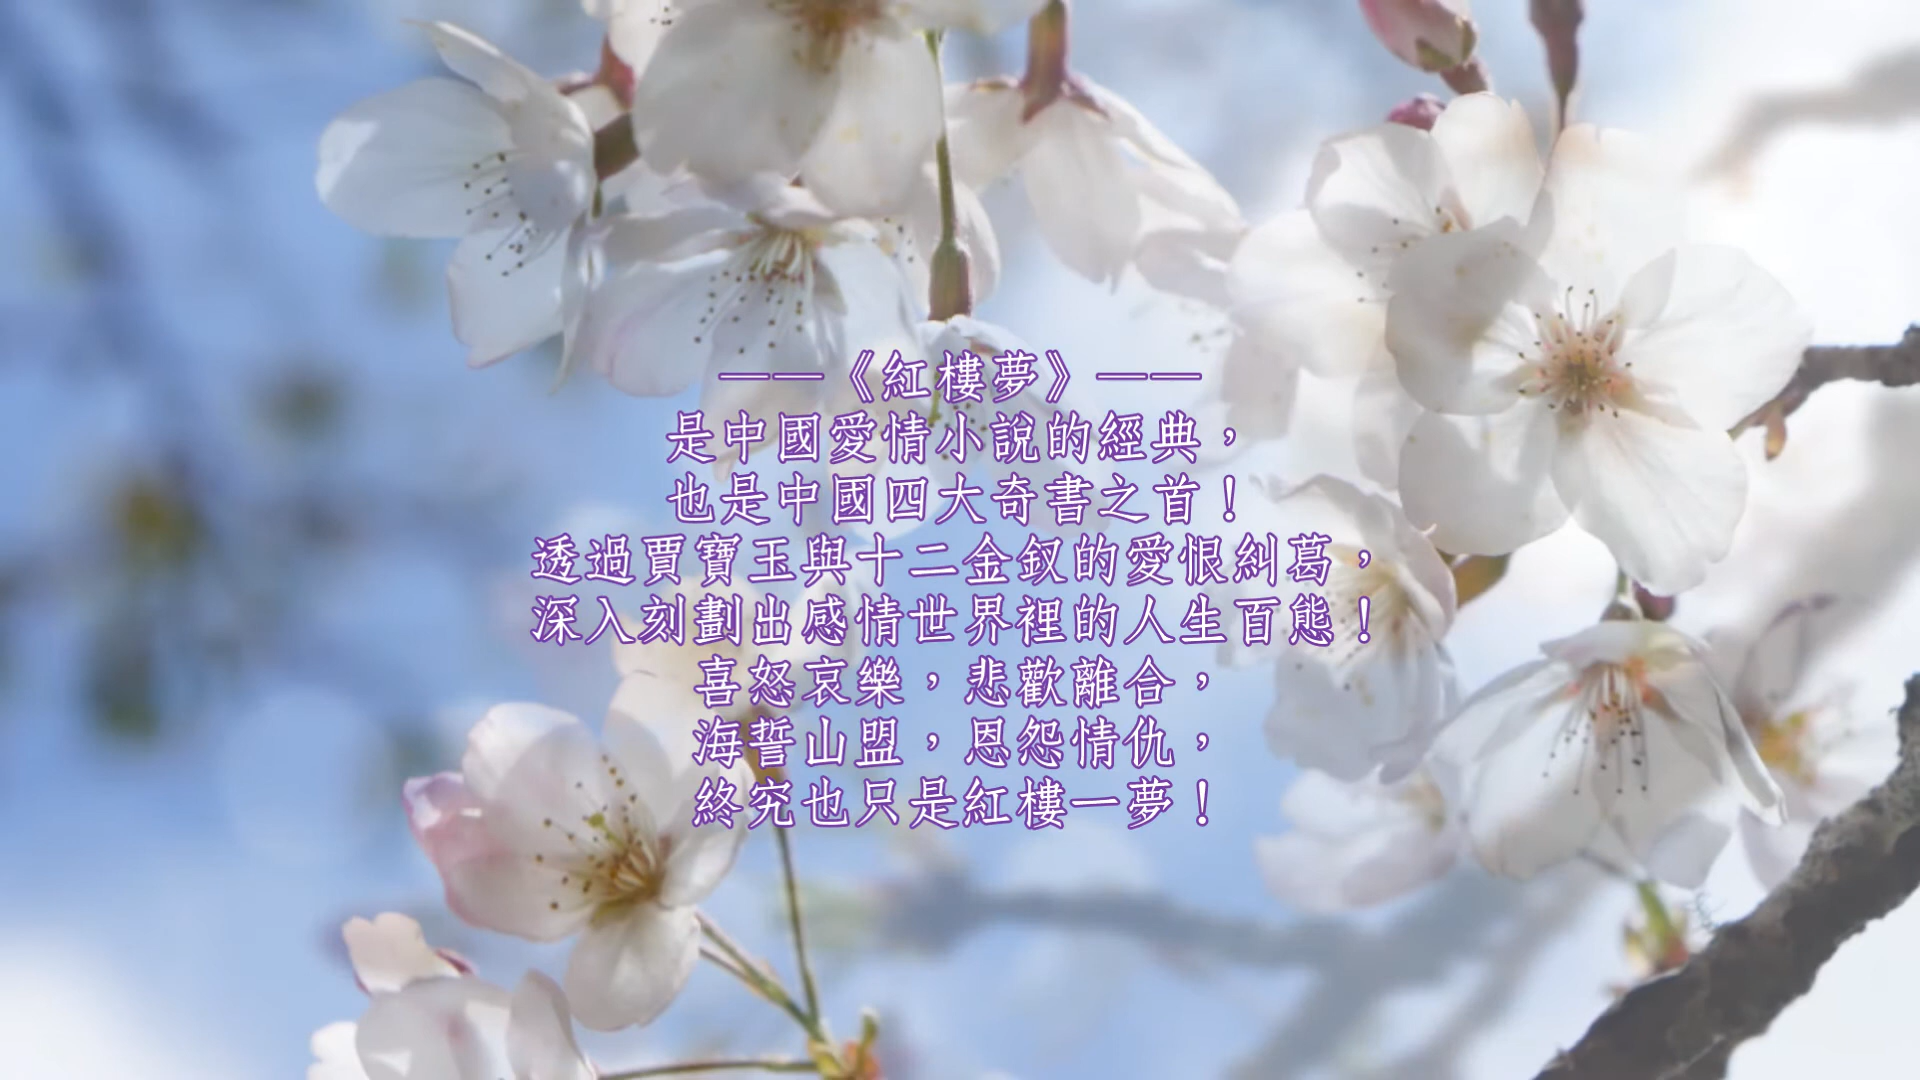 ——《紅樓夢》——
是中國愛情小說的經典，
也是中國四大奇書之首！
透過賈寶玉與十二金釵的愛恨糾葛，
深入刻劃出感情世界裡的人生百態！
喜怒哀樂，悲歡離合，
海誓山盟，恩怨情仇，
終究也只是紅樓一夢！